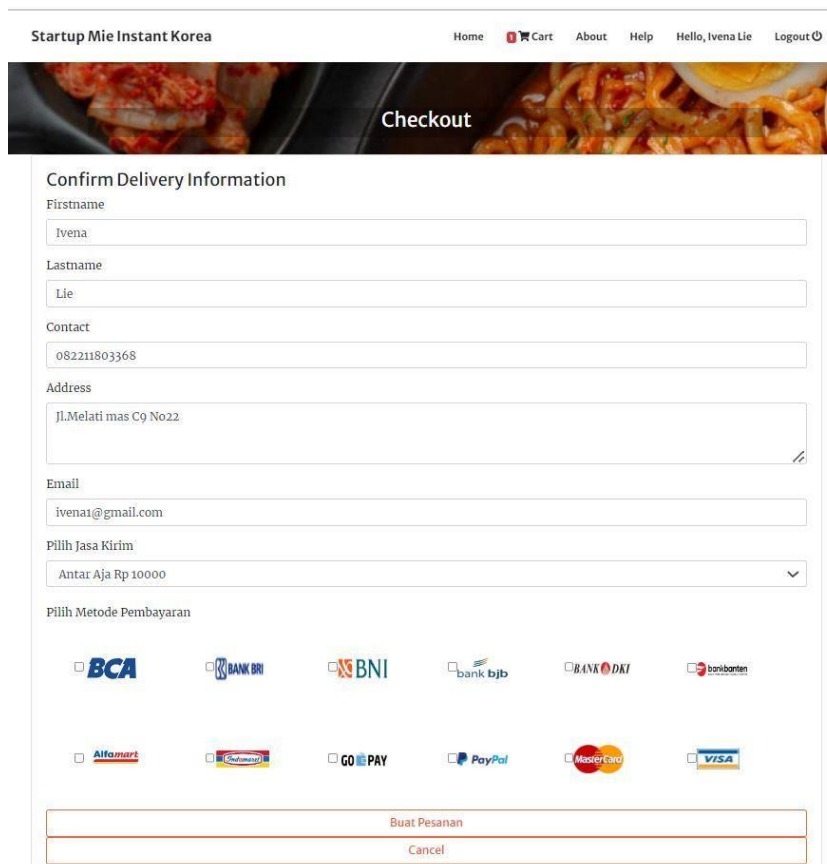 Startup Mie Instant Korea
Home 1 Cart About Help Hello, Ivena Lie Logout
Checkout
Confirm Delivery Information
Firstname
Ivena
Lastname
Lie
Contact
082211803368
Address
Jl.Melati mas C9 No22
Email
ivena1@gmail.com
Pilih Jasa Kirim
Antar Aja Rp 10000
Pilih Metode Pembayaran
BCA BANK BRI BNI bank bjb BANK DKI bankbanten
Alfamart Indomaret GO PAY PayPal MasterCard VISA
Buat Pesanan
Cancel